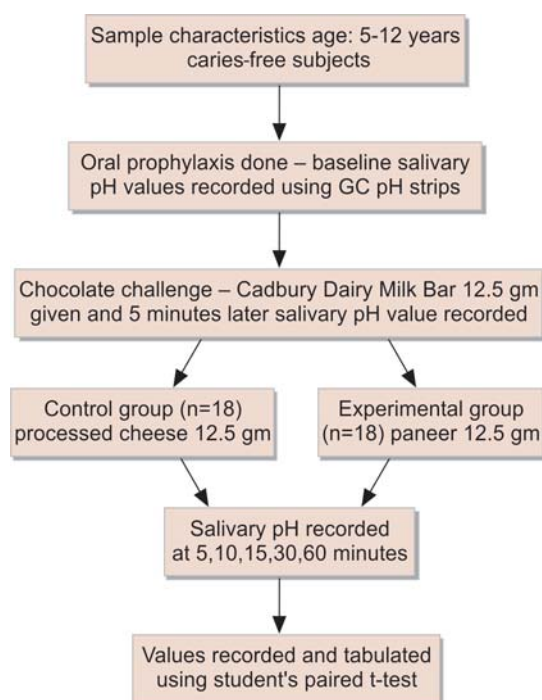 Sample characteristics age: 5-12 years
caries-free subjects
Oral prophylaxis done – baseline salivary
pH values recorded using GC pH strips
Chocolate challenge – Cadbury Dairy Milk Bar 12.5 gm
given and 5 minutes later salivary pH value recorded
Control group (n=18)
processed cheese 12.5 gm
Experimental group
(n=18) paneer 12.5 gm
Salivary pH recorded
at 5,10,15,30,60 minutes
Values recorded and tabulated
using student's paired t-test